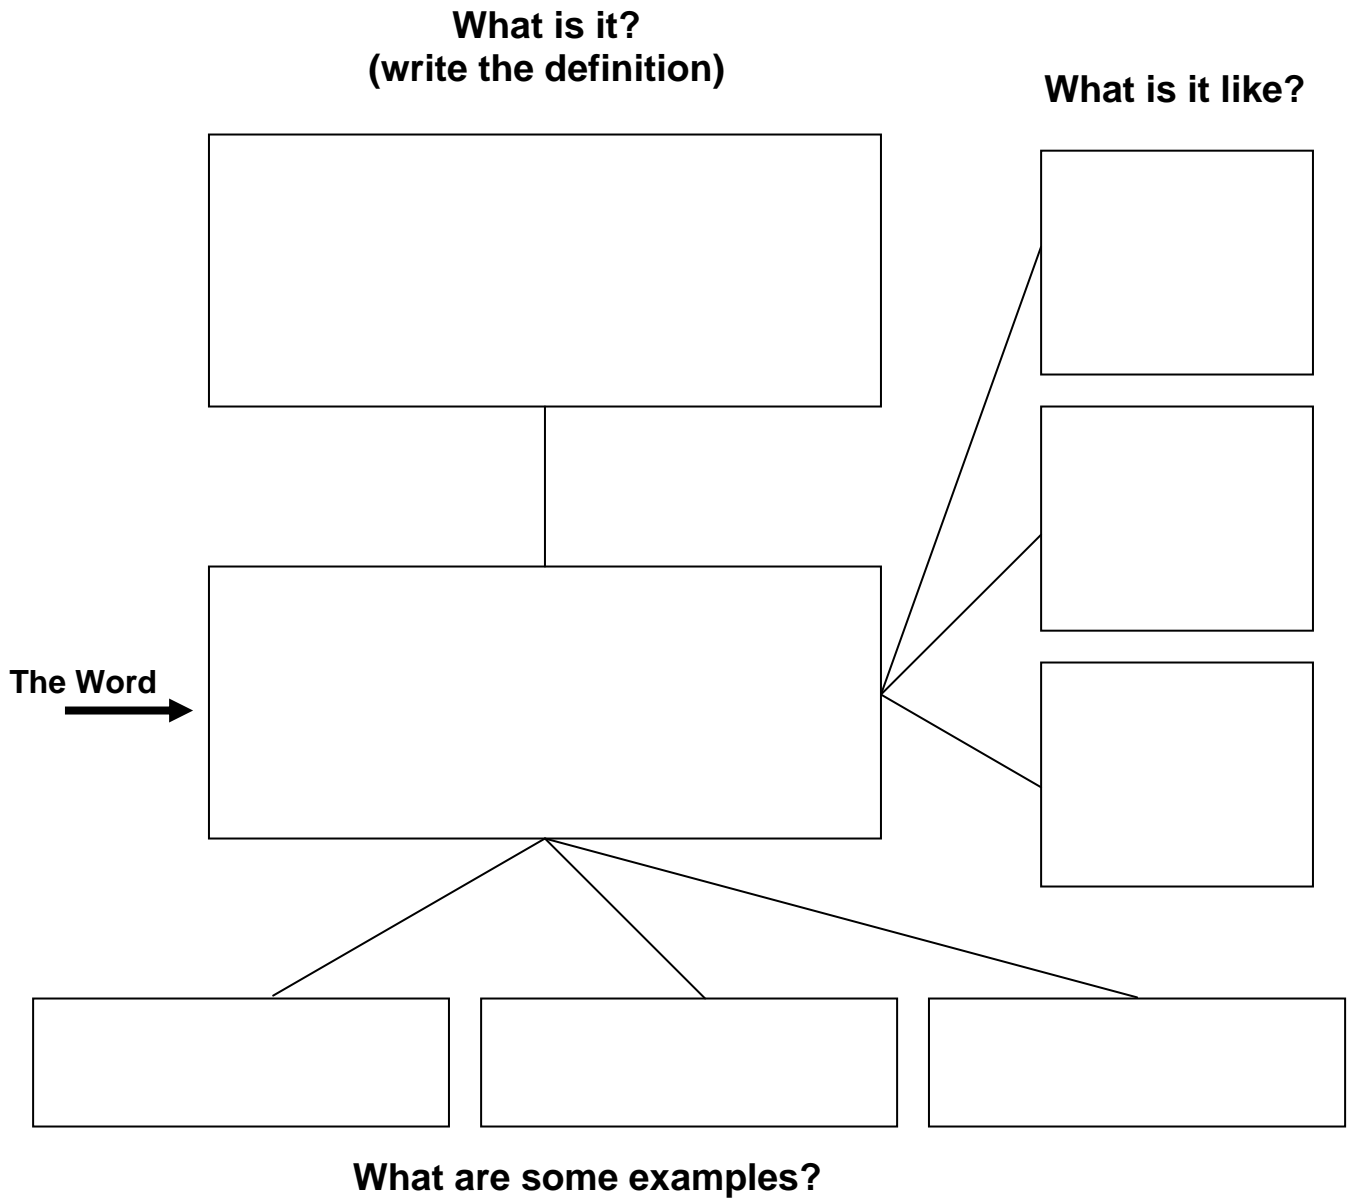 What is it?
(write the definition)
What is it like?
The Word
What are some examples?